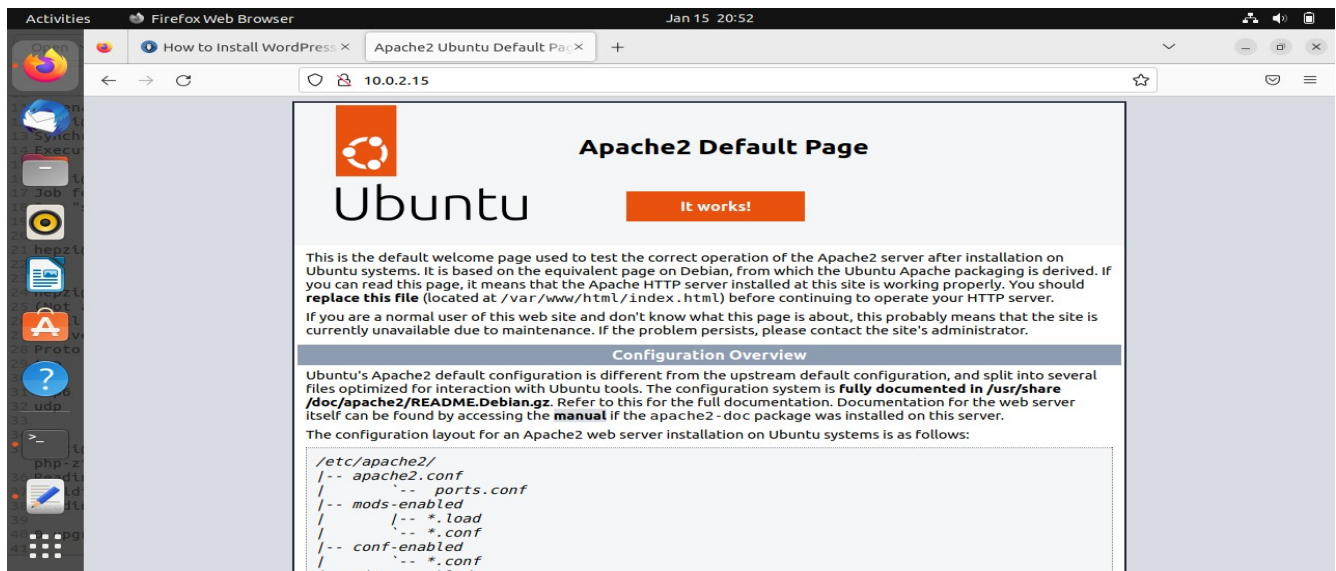 Activities
Firefox Web Browser
Jan 15 20:52
How to Install WordPress
Apache2 Ubuntu Default Pag
10.0.2.15
Apache2 Default Page
Ubuntu
It works!
This is the default welcome page used to test the correct operation of the Apache2 server after installation on
Ubuntu systems. It is based on the equivalent page on Debian, from which the Ubuntu Apache packaging is derived. If
you can read this page, it means that the Apache HTTP server installed at this site is working properly. You should
replace this file (located at /var/www/html/index.html) before continuing to operate your HTTP server.
If you are a normal user of this web site and don't know what this page is about, this probably means that the site is
currently unavailable due to maintenance. If the problem persists, please contact the site's administrator.
Configuration Overview
Ubuntu's Apache2 default configuration is different from the upstream default configuration, and split into several
files optimized for interaction with Ubuntu tools. The configuration system is fully documented in /usr/share
/doc/apache2/README.Debian.gz. Refer to this for the full documentation. Documentation for the web server
itself can be found by accessing the manual if the apache2-doc package was installed on this server.
The configuration layout for an Apache2 web server installation on Ubuntu systems is as follows:
/etc/apache2/
|-- apache2.conf
|       `-- ports.conf
|-- mods-enabled
|       |-- *.load
|       `-- *.conf
|-- conf-enabled
|       `-- *.conf